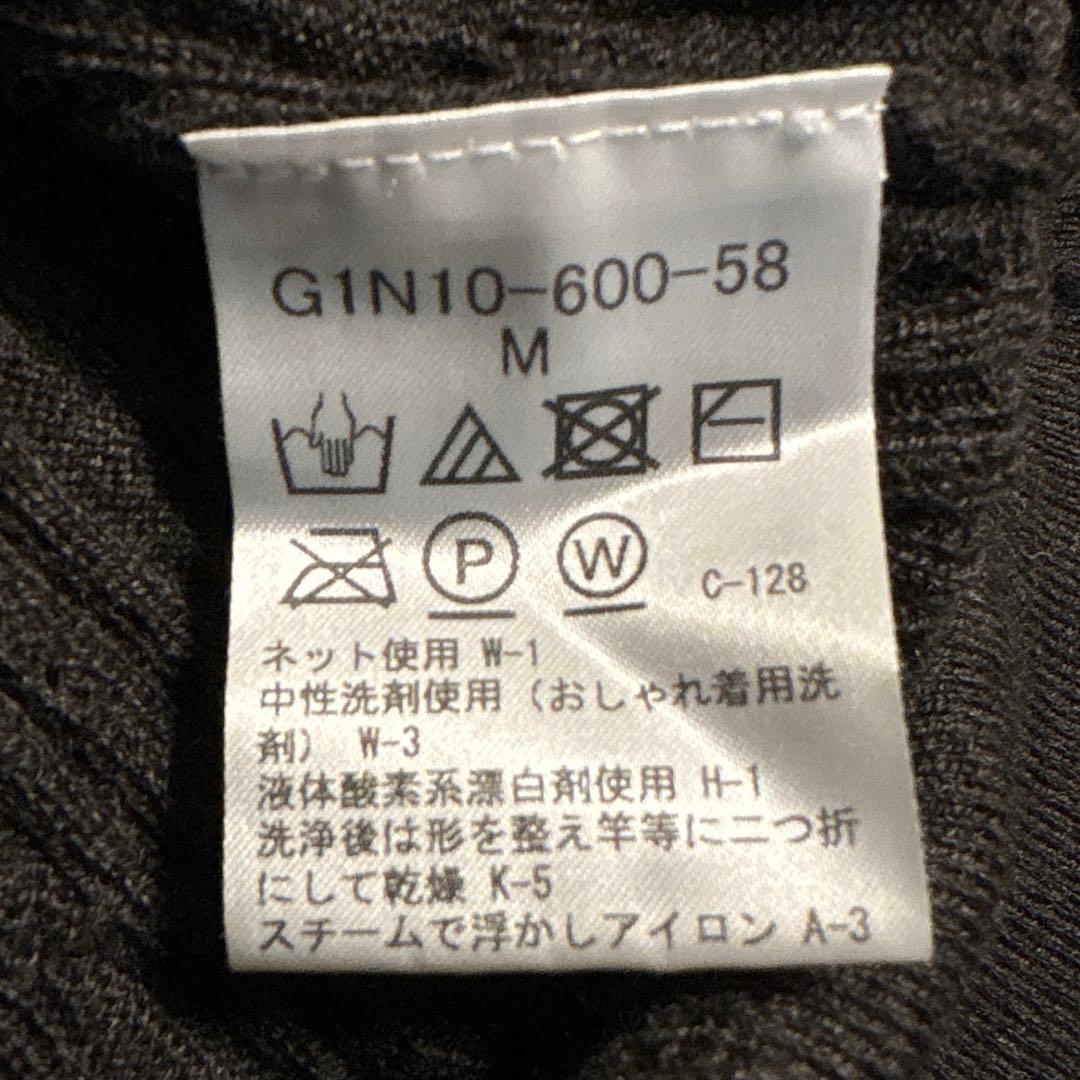 G1N10-600-58
M
P W C-128
ネット使用 W-1
中性洗剤使用（おしゃれ着用洗
剤） W-3
液体酸素系漂白剤使用 H-1
洗浄後は形を整え竿等に二つ折
にして乾燥 K-5
スチームで浮かしアイロン A-3